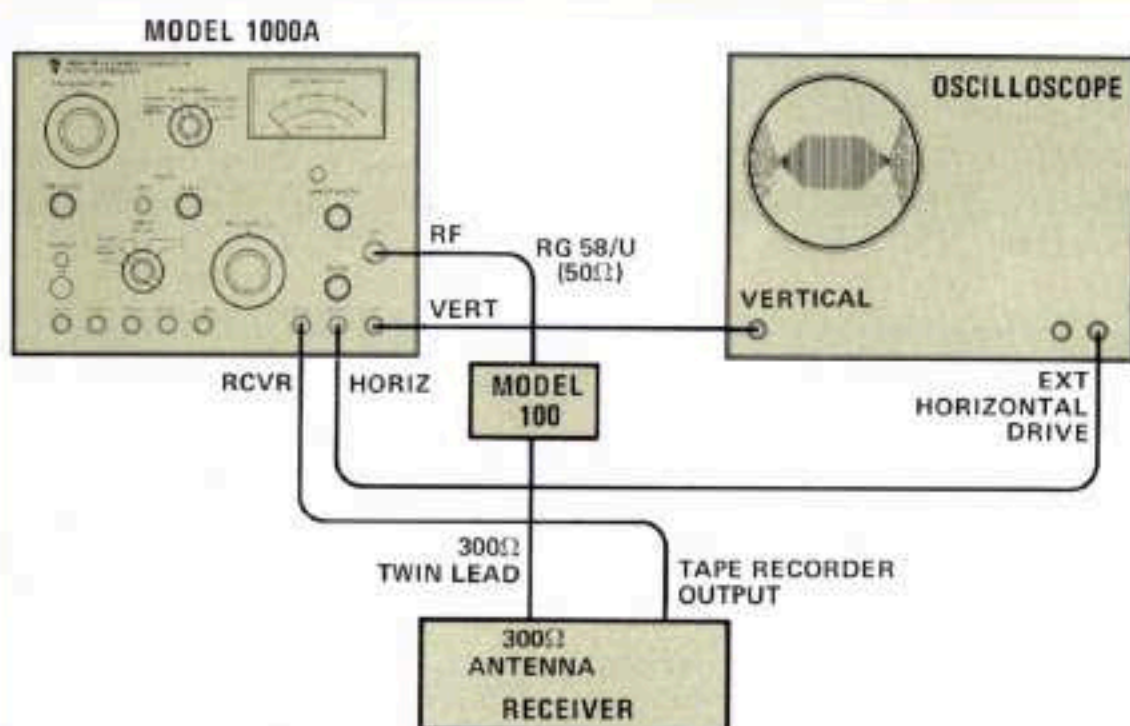 MODEL 1000A
OSCILLOSCOPE
RF
RG 58/U
(50Ω)
VERT
VERTICAL
RCVR
HORIZ
MODEL
100
EXT
HORIZONTAL
DRIVE
300Ω
TWIN LEAD
TAPE RECORDER
OUTPUT
300Ω
ANTENNA
RECEIVER